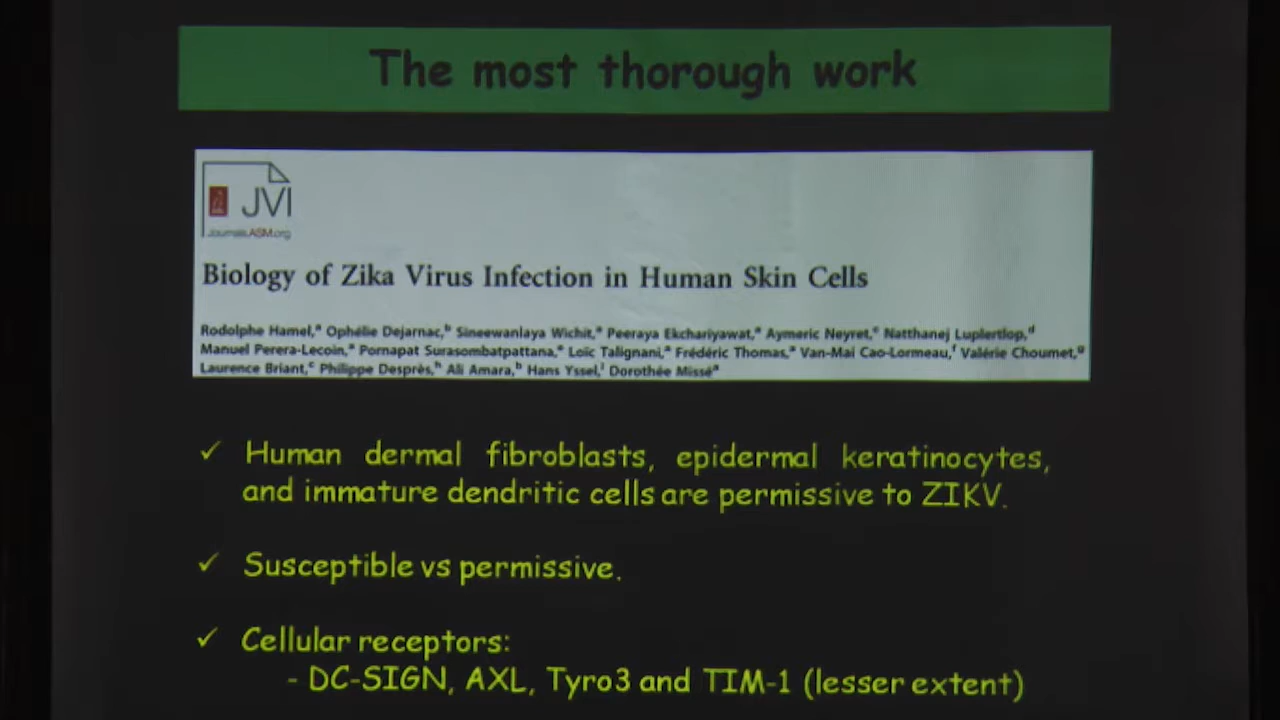 The most thorough work
JVI
Journals.ASM.org
Biology of Zika Virus Infection in Human Skin Cells
Rodolphe Hamel,ᵃ Ophélie Dejarnac,ᵇ Sineewanlaya Wichit,ᵃ Peeraya Ekchariyawat,ᵃ Aymeric Neyret,ᶜ Natthanej Luplertlop,ᵈ
Manuel Perera-Lecoin,ᵇ Pornapat Surasombatpattana,ᵉ Loïc Talignani,ᵃ Frédéric Thomas,ᵃ Van-Mai Cao-Lormeau,ᶠ Valérie Choumet,ᵍ
Laurence Briant,ᶜ Philippe Desprès,ʰ Ali Amara,ᵇ Hans Yssel,ⁱ Dorothée Misséᵃ
✓ Human dermal fibroblasts, epidermal keratinocytes,
and immature dendritic cells are permissive to ZIKV.
✓ Susceptible vs permissive.
✓ Cellular receptors:
- DC-SIGN, AXL, Tyro3 and TIM-1 (lesser extent)